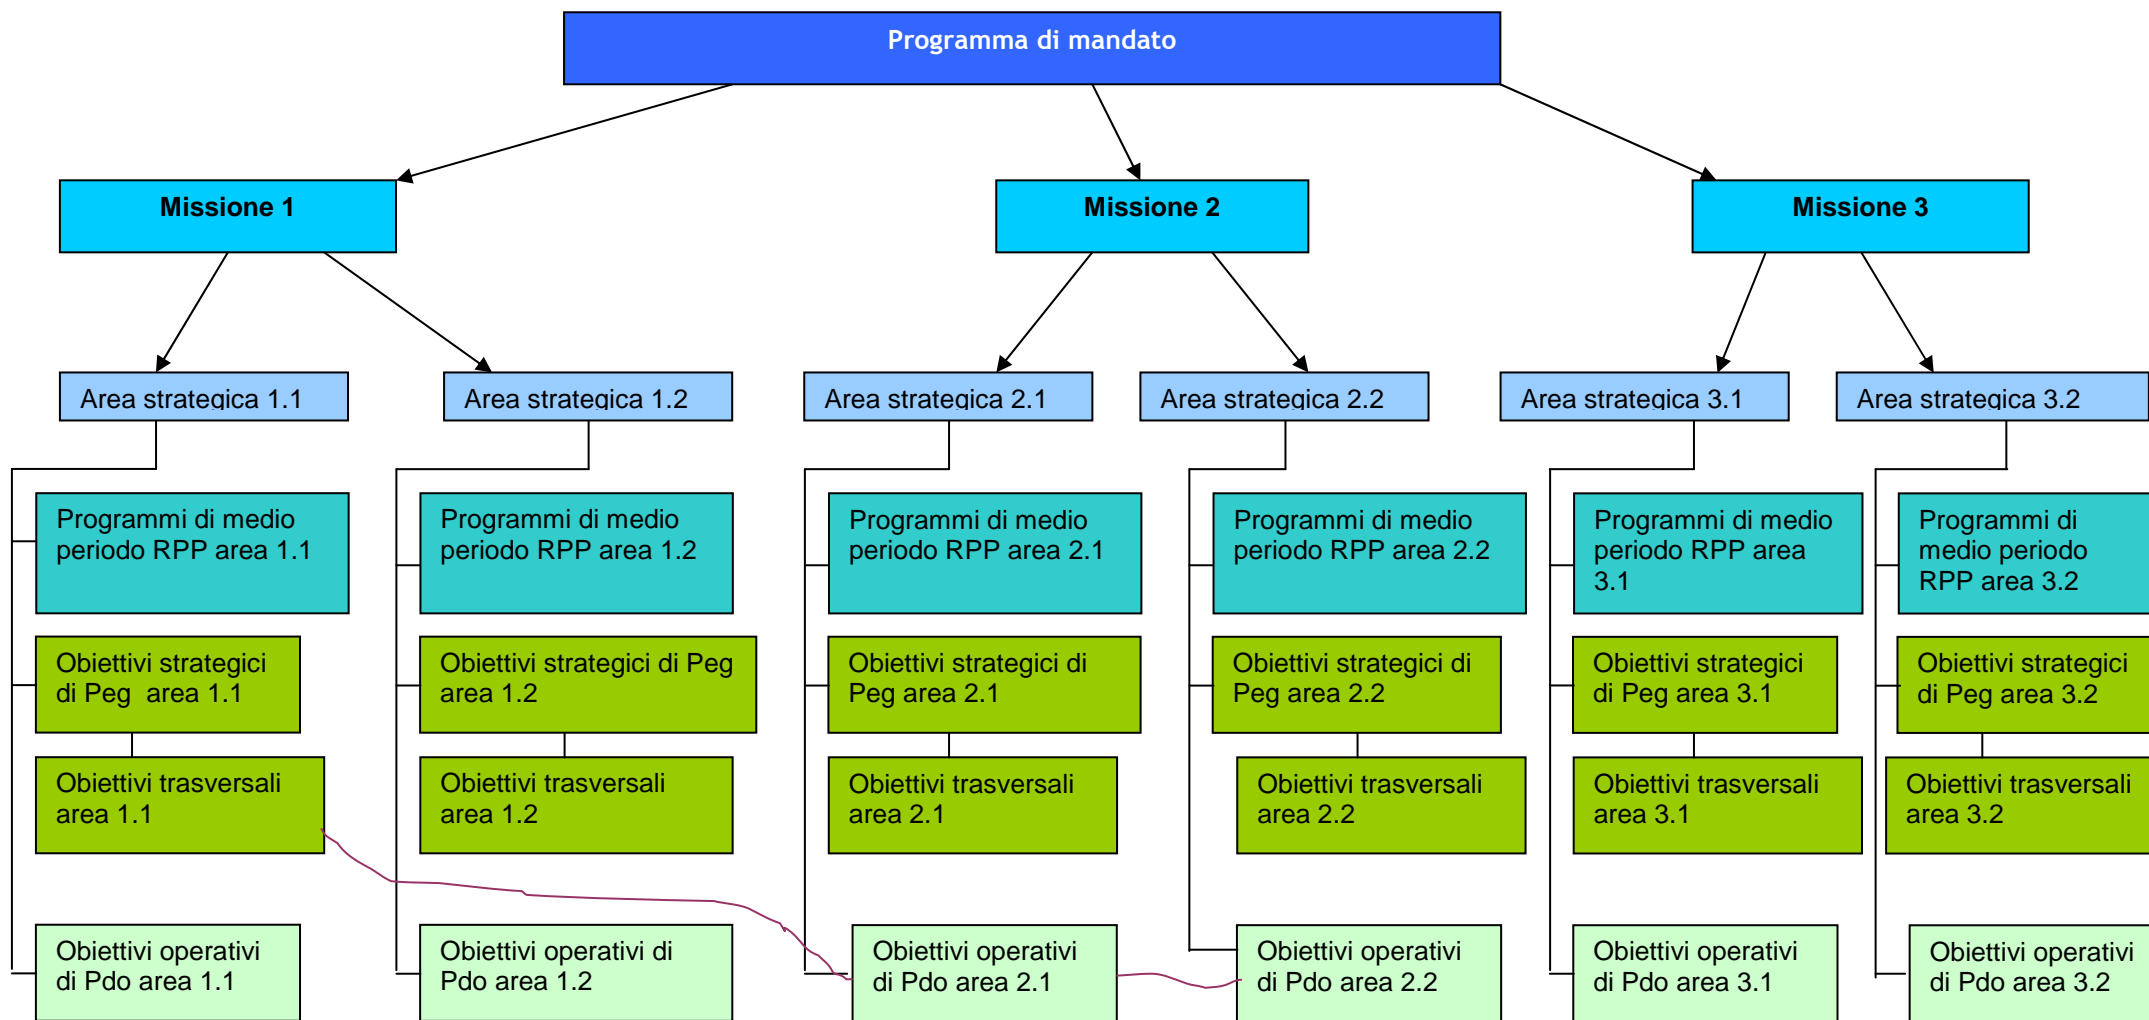 Programma di mandato
Missione 1
Missione 2
Missione 3
Area strategica 1.1
Area strategica 1.2
Area strategica 2.1
Area strategica 2.2
Area strategica 3.1
Area strategica 3.2
Programmi di medio
periodo RPP area 1.1
Programmi di medio
periodo RPP area 1.2
Programmi di medio
periodo RPP area 2.1
Programmi di medio
periodo RPP area 2.2
Programmi di medio
periodo RPP area
3.1
Programmi di
medio periodo
RPP area 3.2
Obiettivi strategici
di Peg area 1.1
Obiettivi strategici di Peg
area 1.2
Obiettivi strategici di
Peg area 2.1
Obiettivi strategici di
Peg area 2.2
Obiettivi strategici
di Peg area 3.1
Obiettivi strategici
di Peg area 3.2
Obiettivi trasversali
area 1.1
Obiettivi trasversali
area 1.2
Obiettivi trasversali
area 2.1
Obiettivi trasversali
area 2.2
Obiettivi trasversali
area 3.1
Obiettivi trasversali
area 3.2
Obiettivi operativi
di Pdo area 1.1
Obiettivi operativi di
Pdo area 1.2
Obiettivi operativi
di Pdo area 2.1
Obiettivi operativi
di Pdo area 2.2
Obiettivi operativi
di Pdo area 3.1
Obiettivi operativi
di Pdo area 3.2